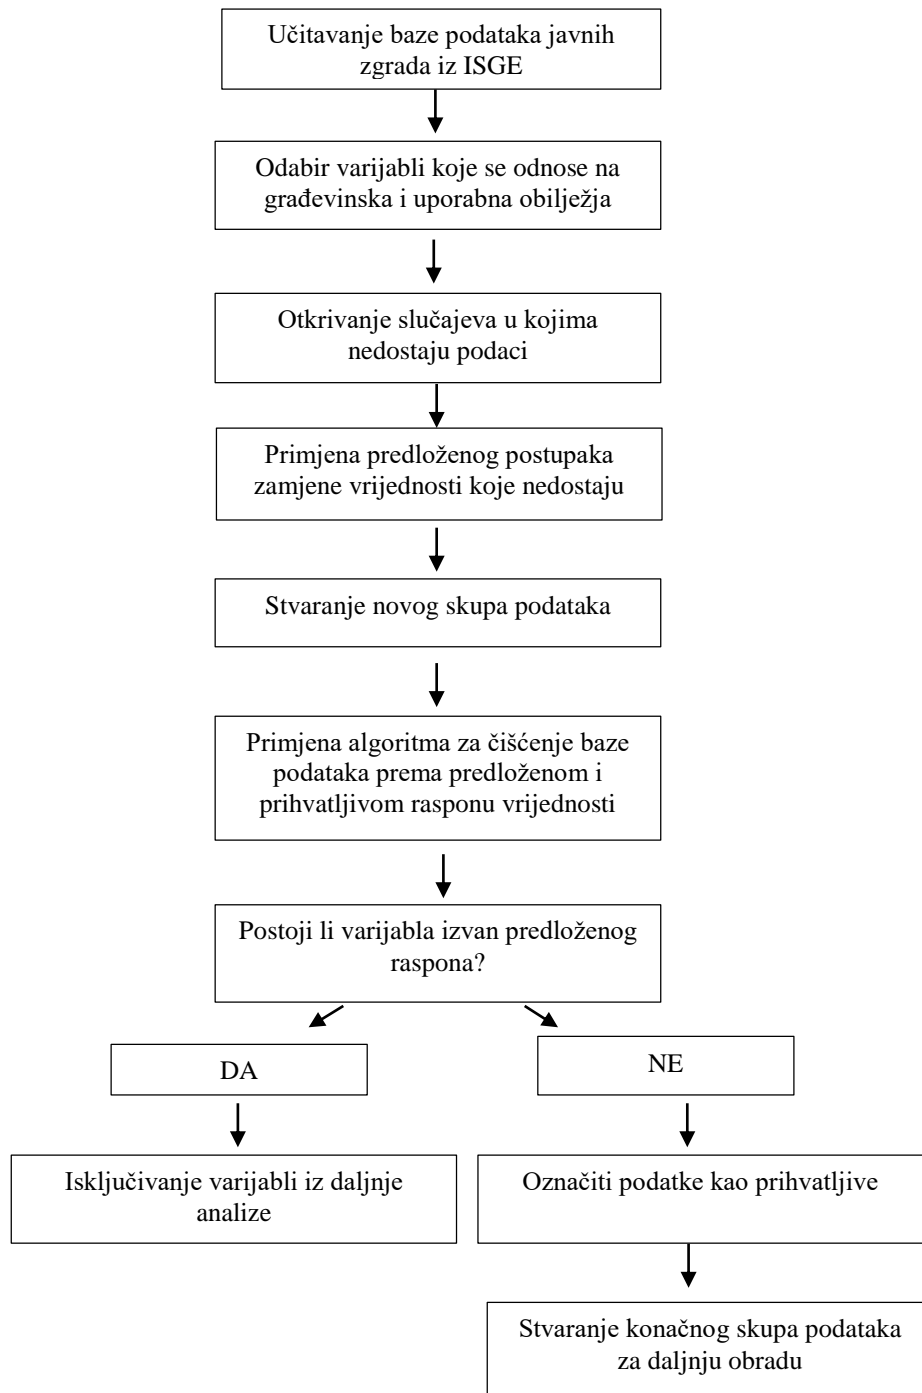 Učitavanje baze podataka javnih
zgrada iz ISGE
Odabir varijabli koje se odnose na
građevinska i uporabna obilježja
Otkrivanje slučajeva u kojima
nedostaju podaci
Primjena predloženog postupaka
zamjene vrijednosti koje nedostaju
Stvaranje novog skupa podataka
Primjena algoritma za čišćenje baze
podataka prema predloženom i
prihvatljivom rasponu vrijednosti
Postoji li varijabla izvan predloženog
raspona?
DA
NE
Isključivanje varijabli iz daljnje
analize
Označiti podatke kao prihvatljive
Stvaranje konačnog skupa podataka
za daljnju obradu